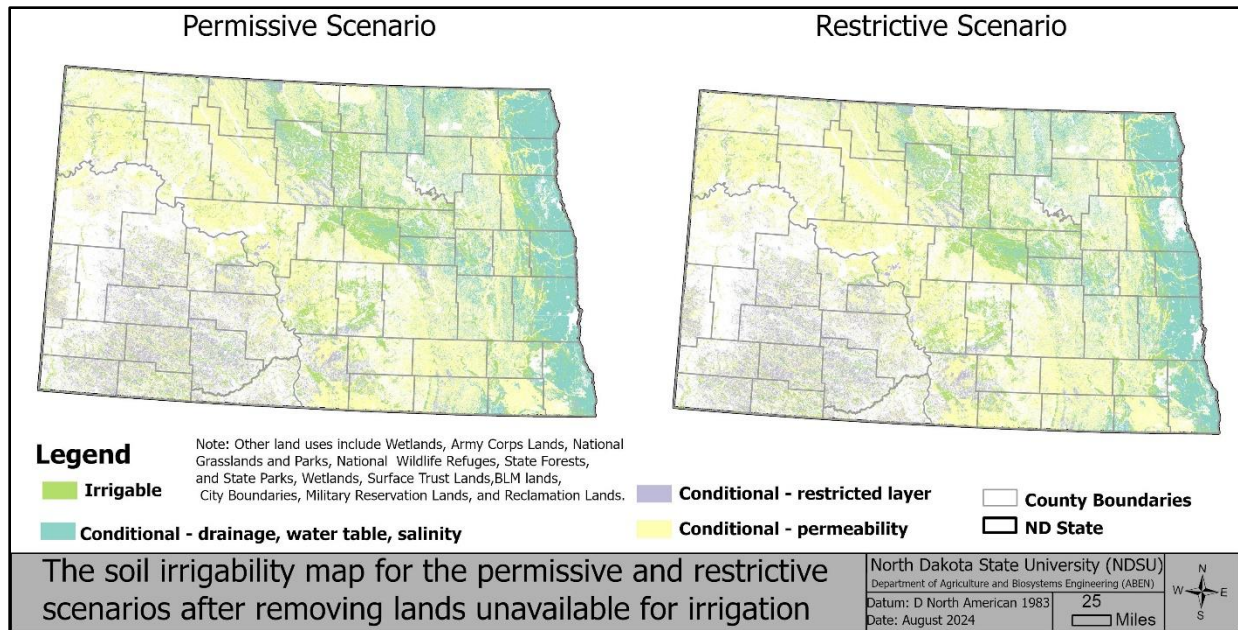 Permissive Scenario
Restrictive Scenario
Legend
Note: Other land uses include Wetlands, Army Corps Lands, National
Grasslands and Parks, National Wildlife Refuges, State Forests,
and State Parks, Wetlands, Surface Trust Lands,BLM lands,
City Boundaries, Military Reservation Lands, and Reclamation Lands.
Irrigable
Conditional - drainage, water table, salinity
Conditional - restricted layer
Conditional - permeability
County Boundaries
ND State
The soil irrigability map for the permissive and restrictive
scenarios after removing lands unavailable for irrigation
North Dakota State University (NDSU)
Department of Agriculture and Biosystems Engineering (ABEN)
Datum: D North American 1983
Date: August 2024
25
Miles
N
W
E
S